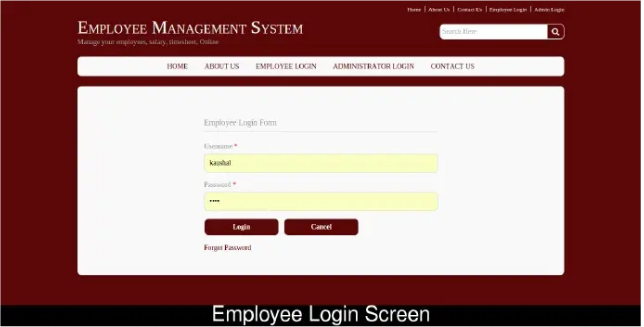 Home | About Us | Contact Us | Employee Login | Admin Login
EMPLOYEE MANAGEMENT SYSTEM
Manage your employees, salary, timesheet, Online
Search Here
HOME ABOUT US EMPLOYEE LOGIN ADMINISTRATOR LOGIN CONTACT US
Employee Login Form
Username *
kaushal
Password *
••••
Login Cancel
Forgot Password
Employee Login Screen